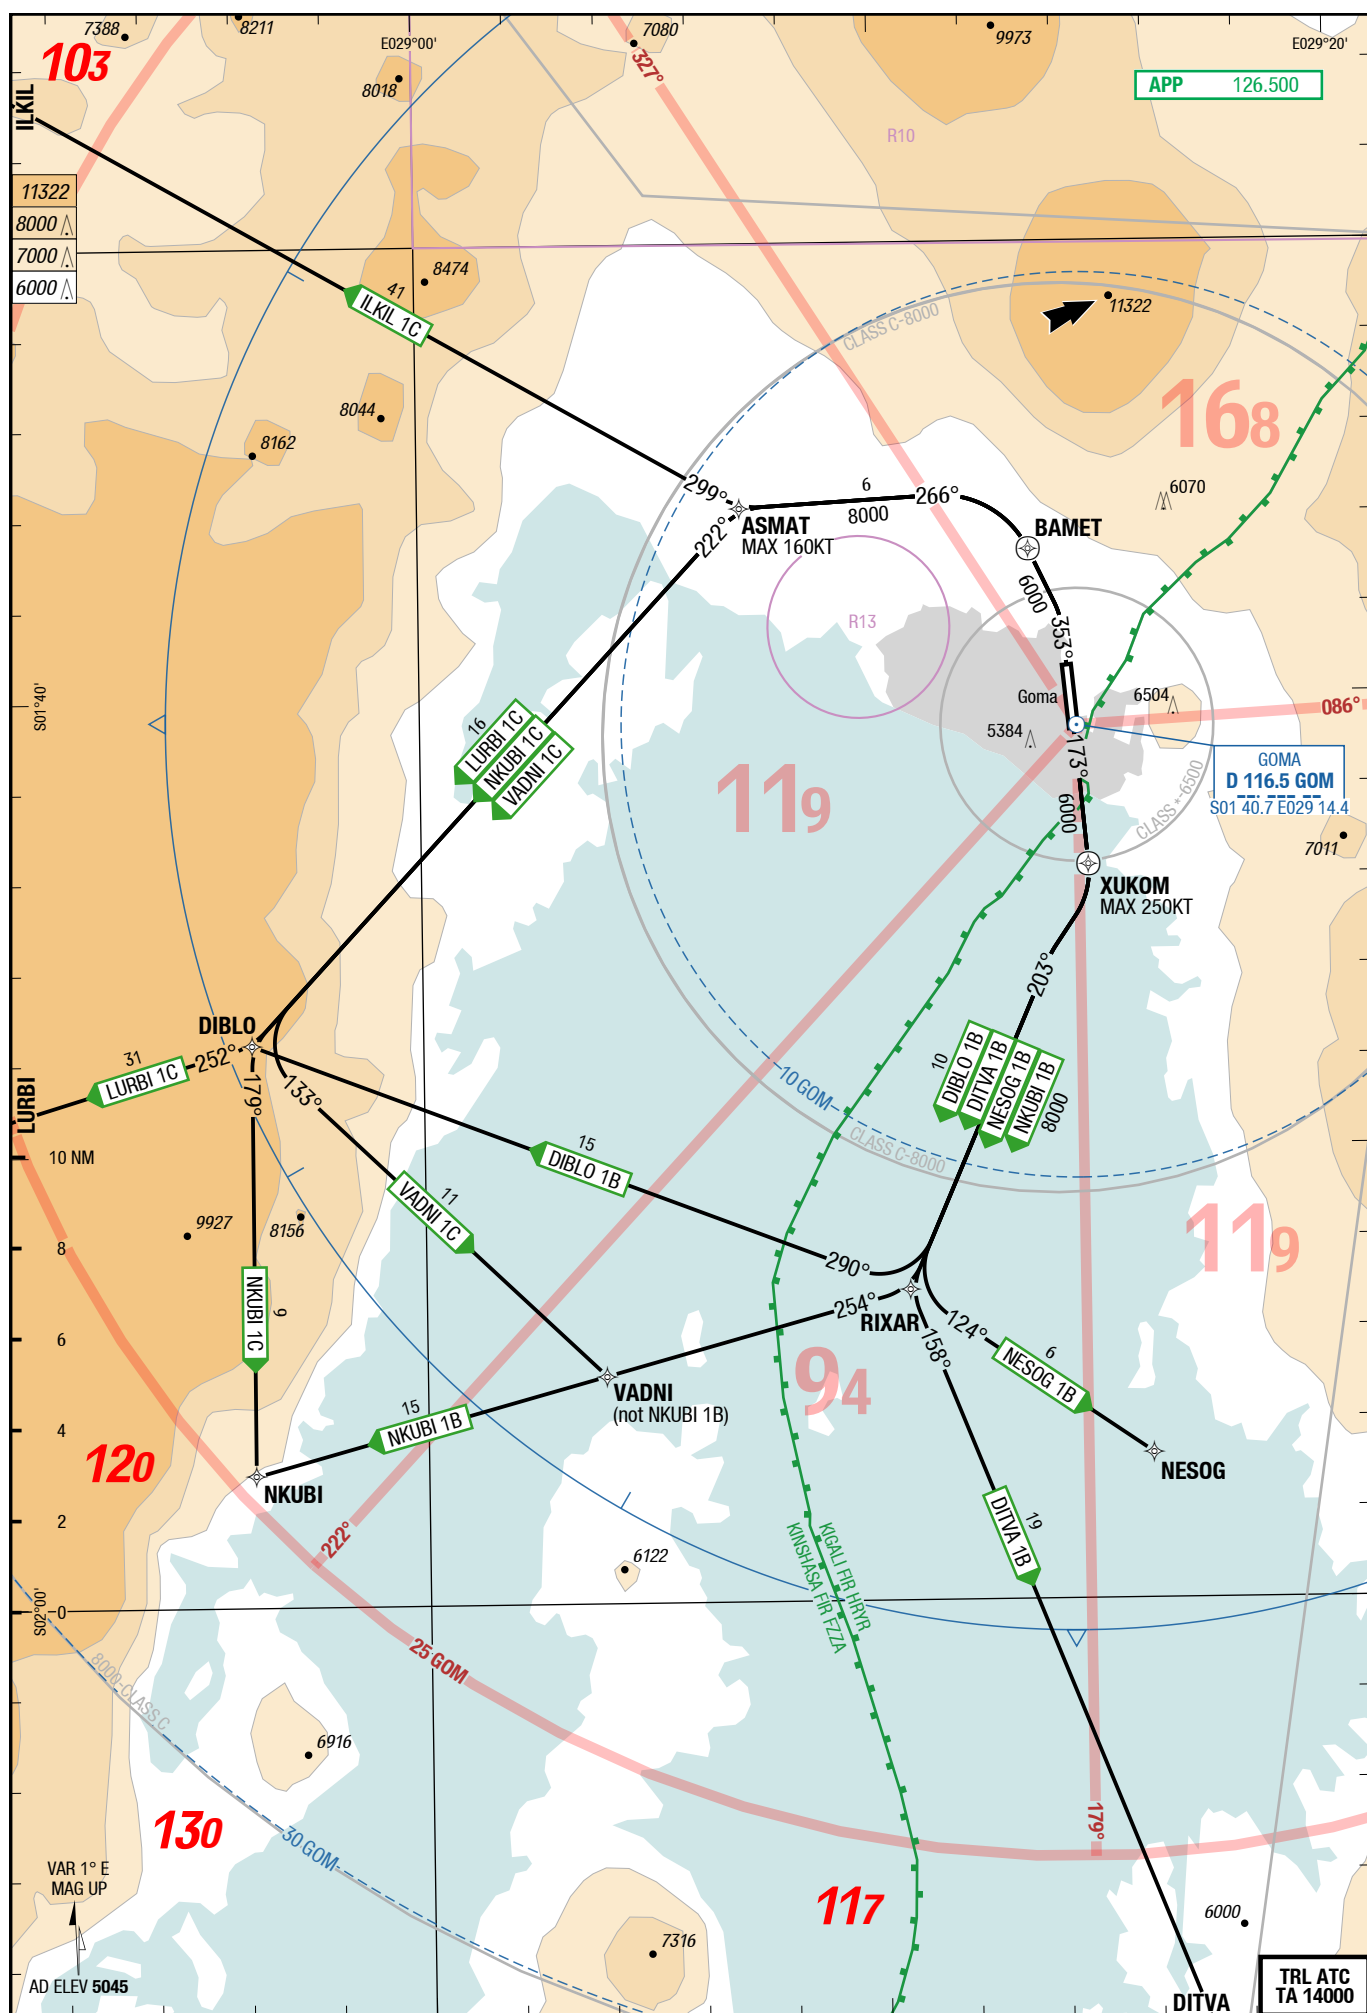 7388
8211
7080
9973
E029°00'
E029°20'
103
327°
APP 126.500
8018
ILKIL
R10
11322
8000
7000
6000
8474
41
ILKIL 1C
11322
CLASS C-8000
8044
8162
168
299°
6
266°
8000
6070
ASMAT
MAX 160KT
BAMET
222°
6000
R13
353°
S01°40'
Goma
6504
086°
16
LURBI 1C
NKUBI 1C
VADNI 1C
5384
173°
GOMA
D 116.5 GOM
S01 40.7 E029 14.4
119
6000
CLASS *-6500
7011
XUKOM
MAX 250KT
203°
DIBLO
31
LURBI 1C
252°
LURBI
179°
133°
10
DIBLO 1B
DITVA 1B
NESOG 1B
NKUBI 1B
8000
10 GOM
CLASS C-8000
10 NM
15
DIBLO 1B
11
VADNI 1C
9927
8156
8
119
290°
NKUBI 1C
9
254°
RIXAR
124°
158°
6
6
NESOG 1B
94
VADNI
(not NKUBI 1B)
4
15
NKUBI 1B
120
NESOG
NKUBI
2
222°
19
DITVA 1B
KIGALI FIR HRYR
KINSHASA FIR FZZA
6122
S02°00'
0
25 GOM
8000-CLASS C
6916
130
30 GOM
179°
VAR 1° E
MAG UP
117
6000
7316
AD ELEV 5045
TRL ATC
TA 14000
DITVA